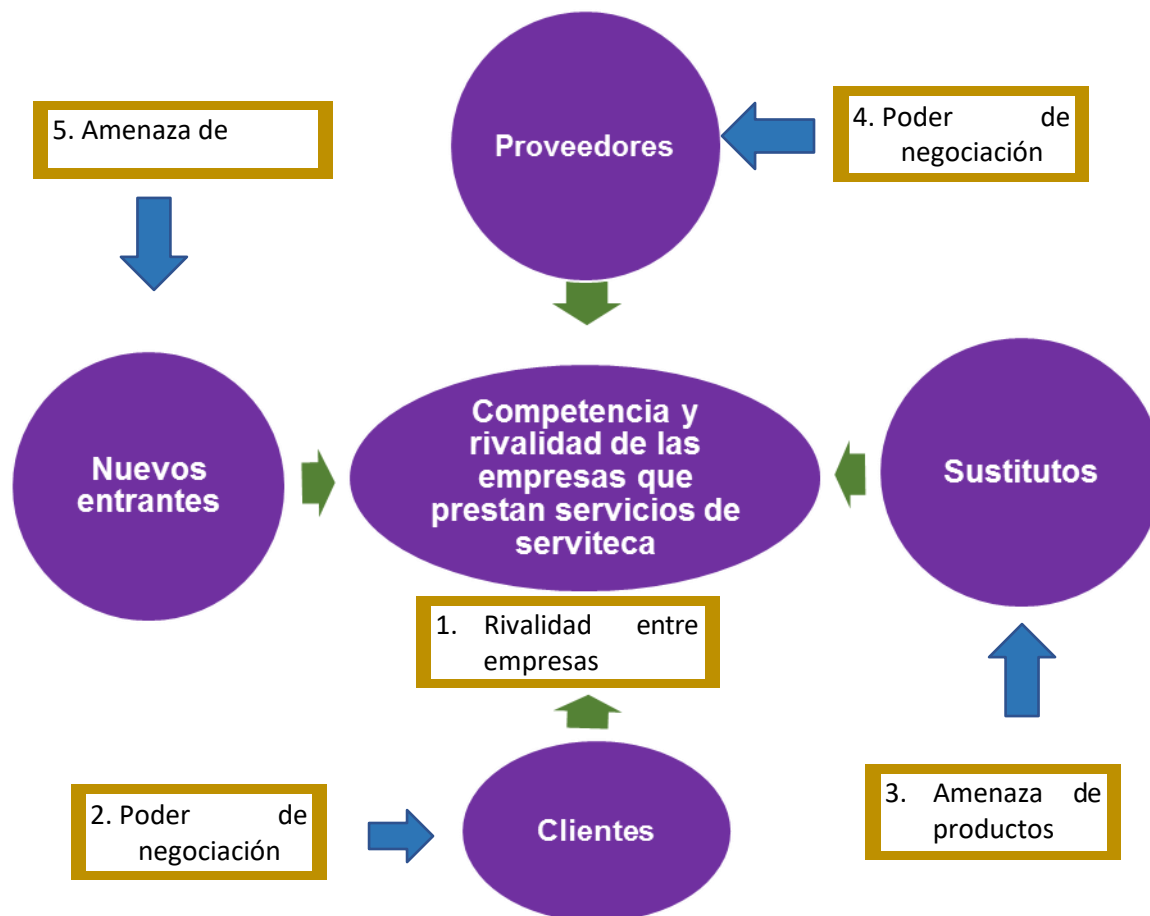 5. Amenaza de
Proveedores
4. Poder de
negociación
Nuevos
entrantes
Competencia y
rivalidad de las
empresas que
prestan servicios de
serviteca
Sustitutos
1. Rivalidad entre
empresas
2. Poder de
negociación
Clientes
3. Amenaza de
productos